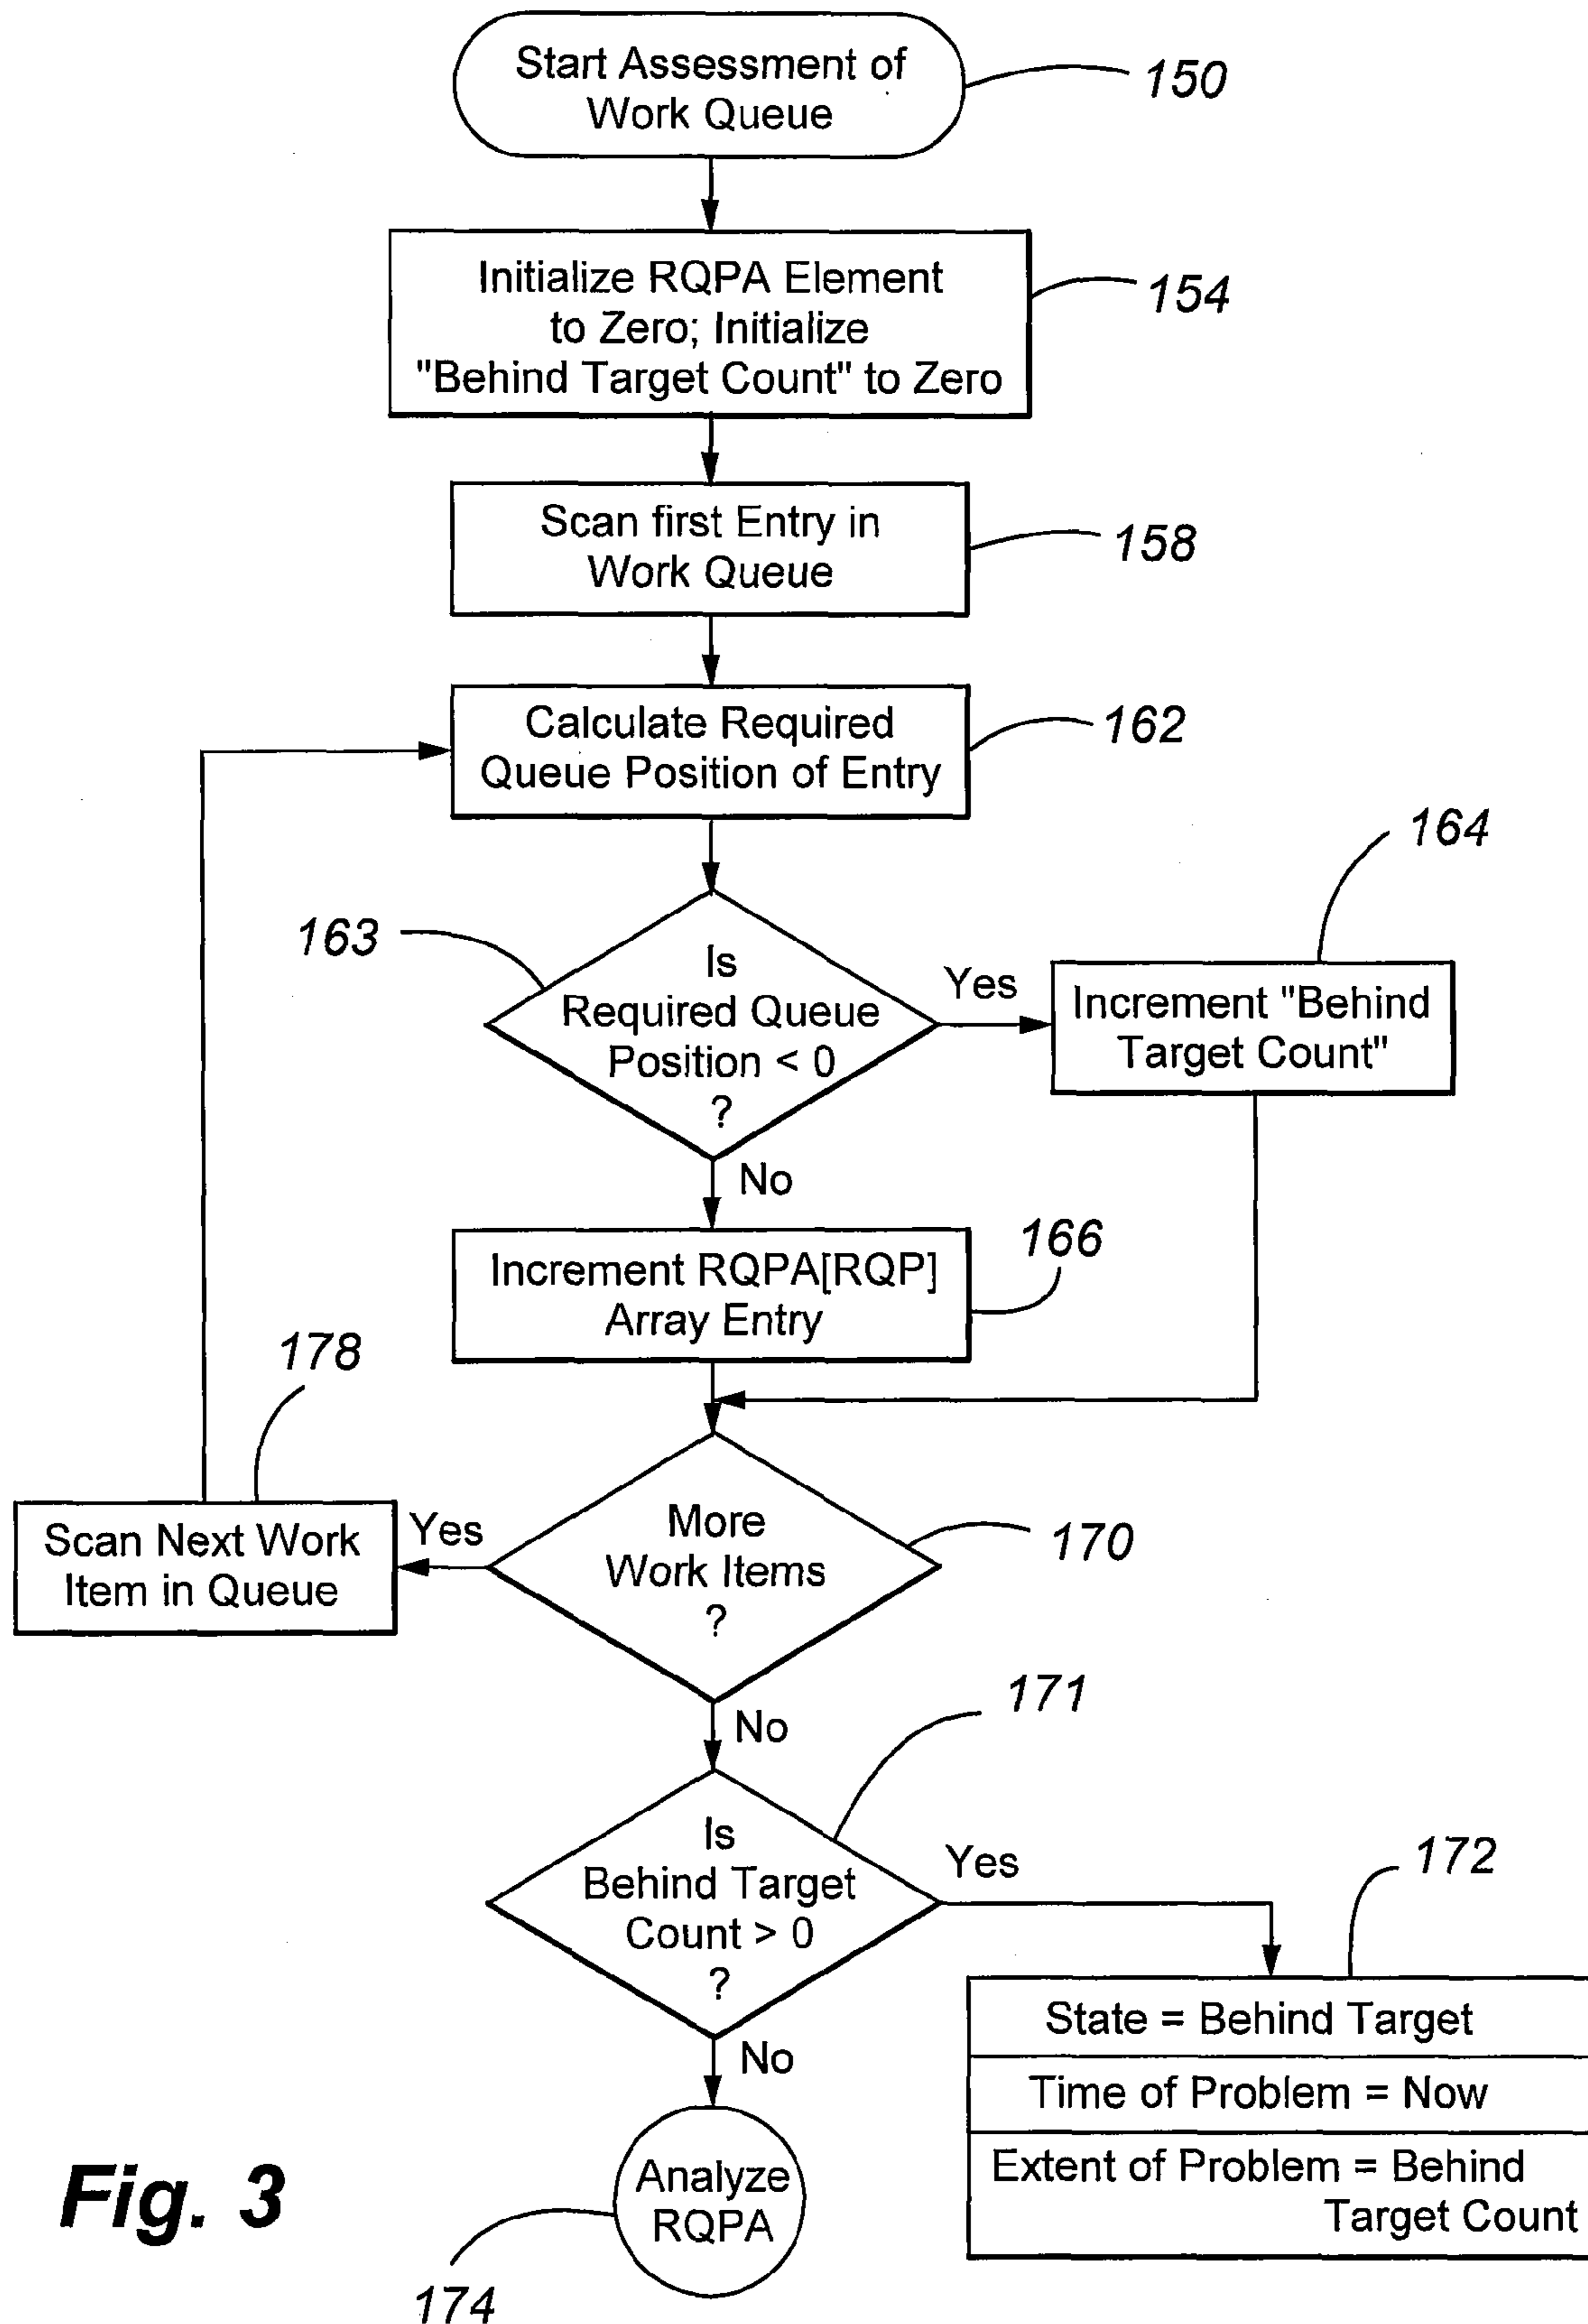 Start Assessment of
Work Queue
150
Initialize RQPA Element
to Zero; Initialize
"Behind Target Count" to Zero
154
Scan first Entry in
Work Queue
158
Calculate Required
Queue Position of Entry
162
163
Is
Required Queue
Position < 0
?
Yes
164
Increment "Behind
Target Count"
No
Increment RQPA[RQP]
Array Entry
166
178
Scan Next Work
Item in Queue
Yes
More
Work Items
?
170
No
171
Is
Behind Target
Count > 0
?
Yes
172
State = Behind Target
Time of Problem = Now
Extent of Problem = Behind
Target Count
No
Analyze
RQPA
174
Fig. 3